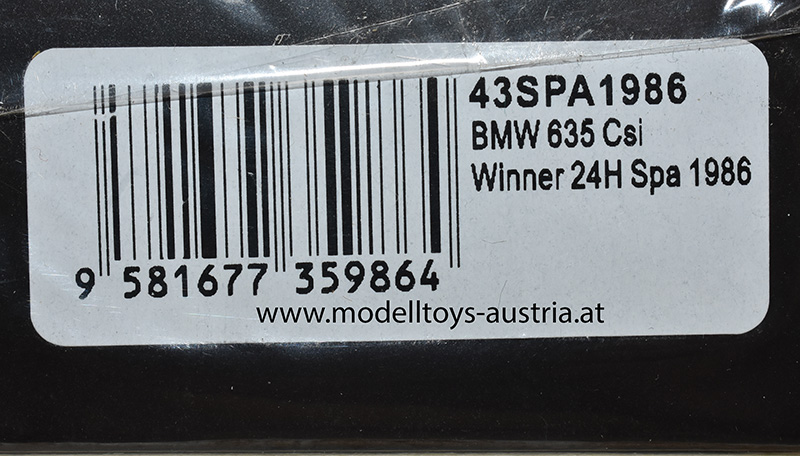 43SPA1986
BMW 635 Csi
Winner 24H Spa 1986
9 581677 359864
www.modelltoys-austria.at